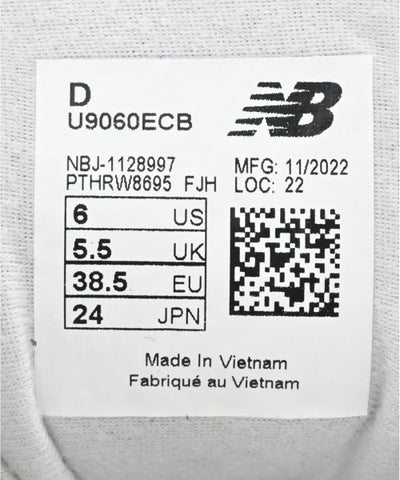 D
U9060ECB
NB
NBJ-1128997 MFG: 11/2022
PTHRW8695 FJH LOC: 22
6 US
5.5 UK
38.5 EU
24 JPN
Made In Vietnam
Fabriqué au Vietnam